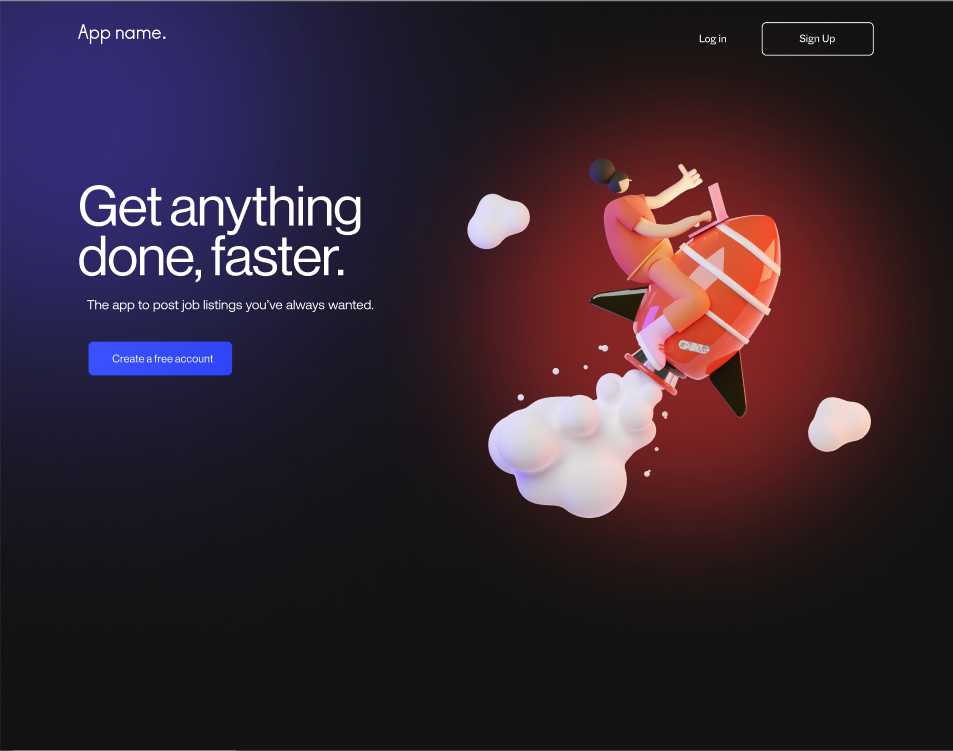 App name.
Log in
Sign Up
Get anything
done, faster.
The app to post job listings you’ve always wanted.
Create a free account